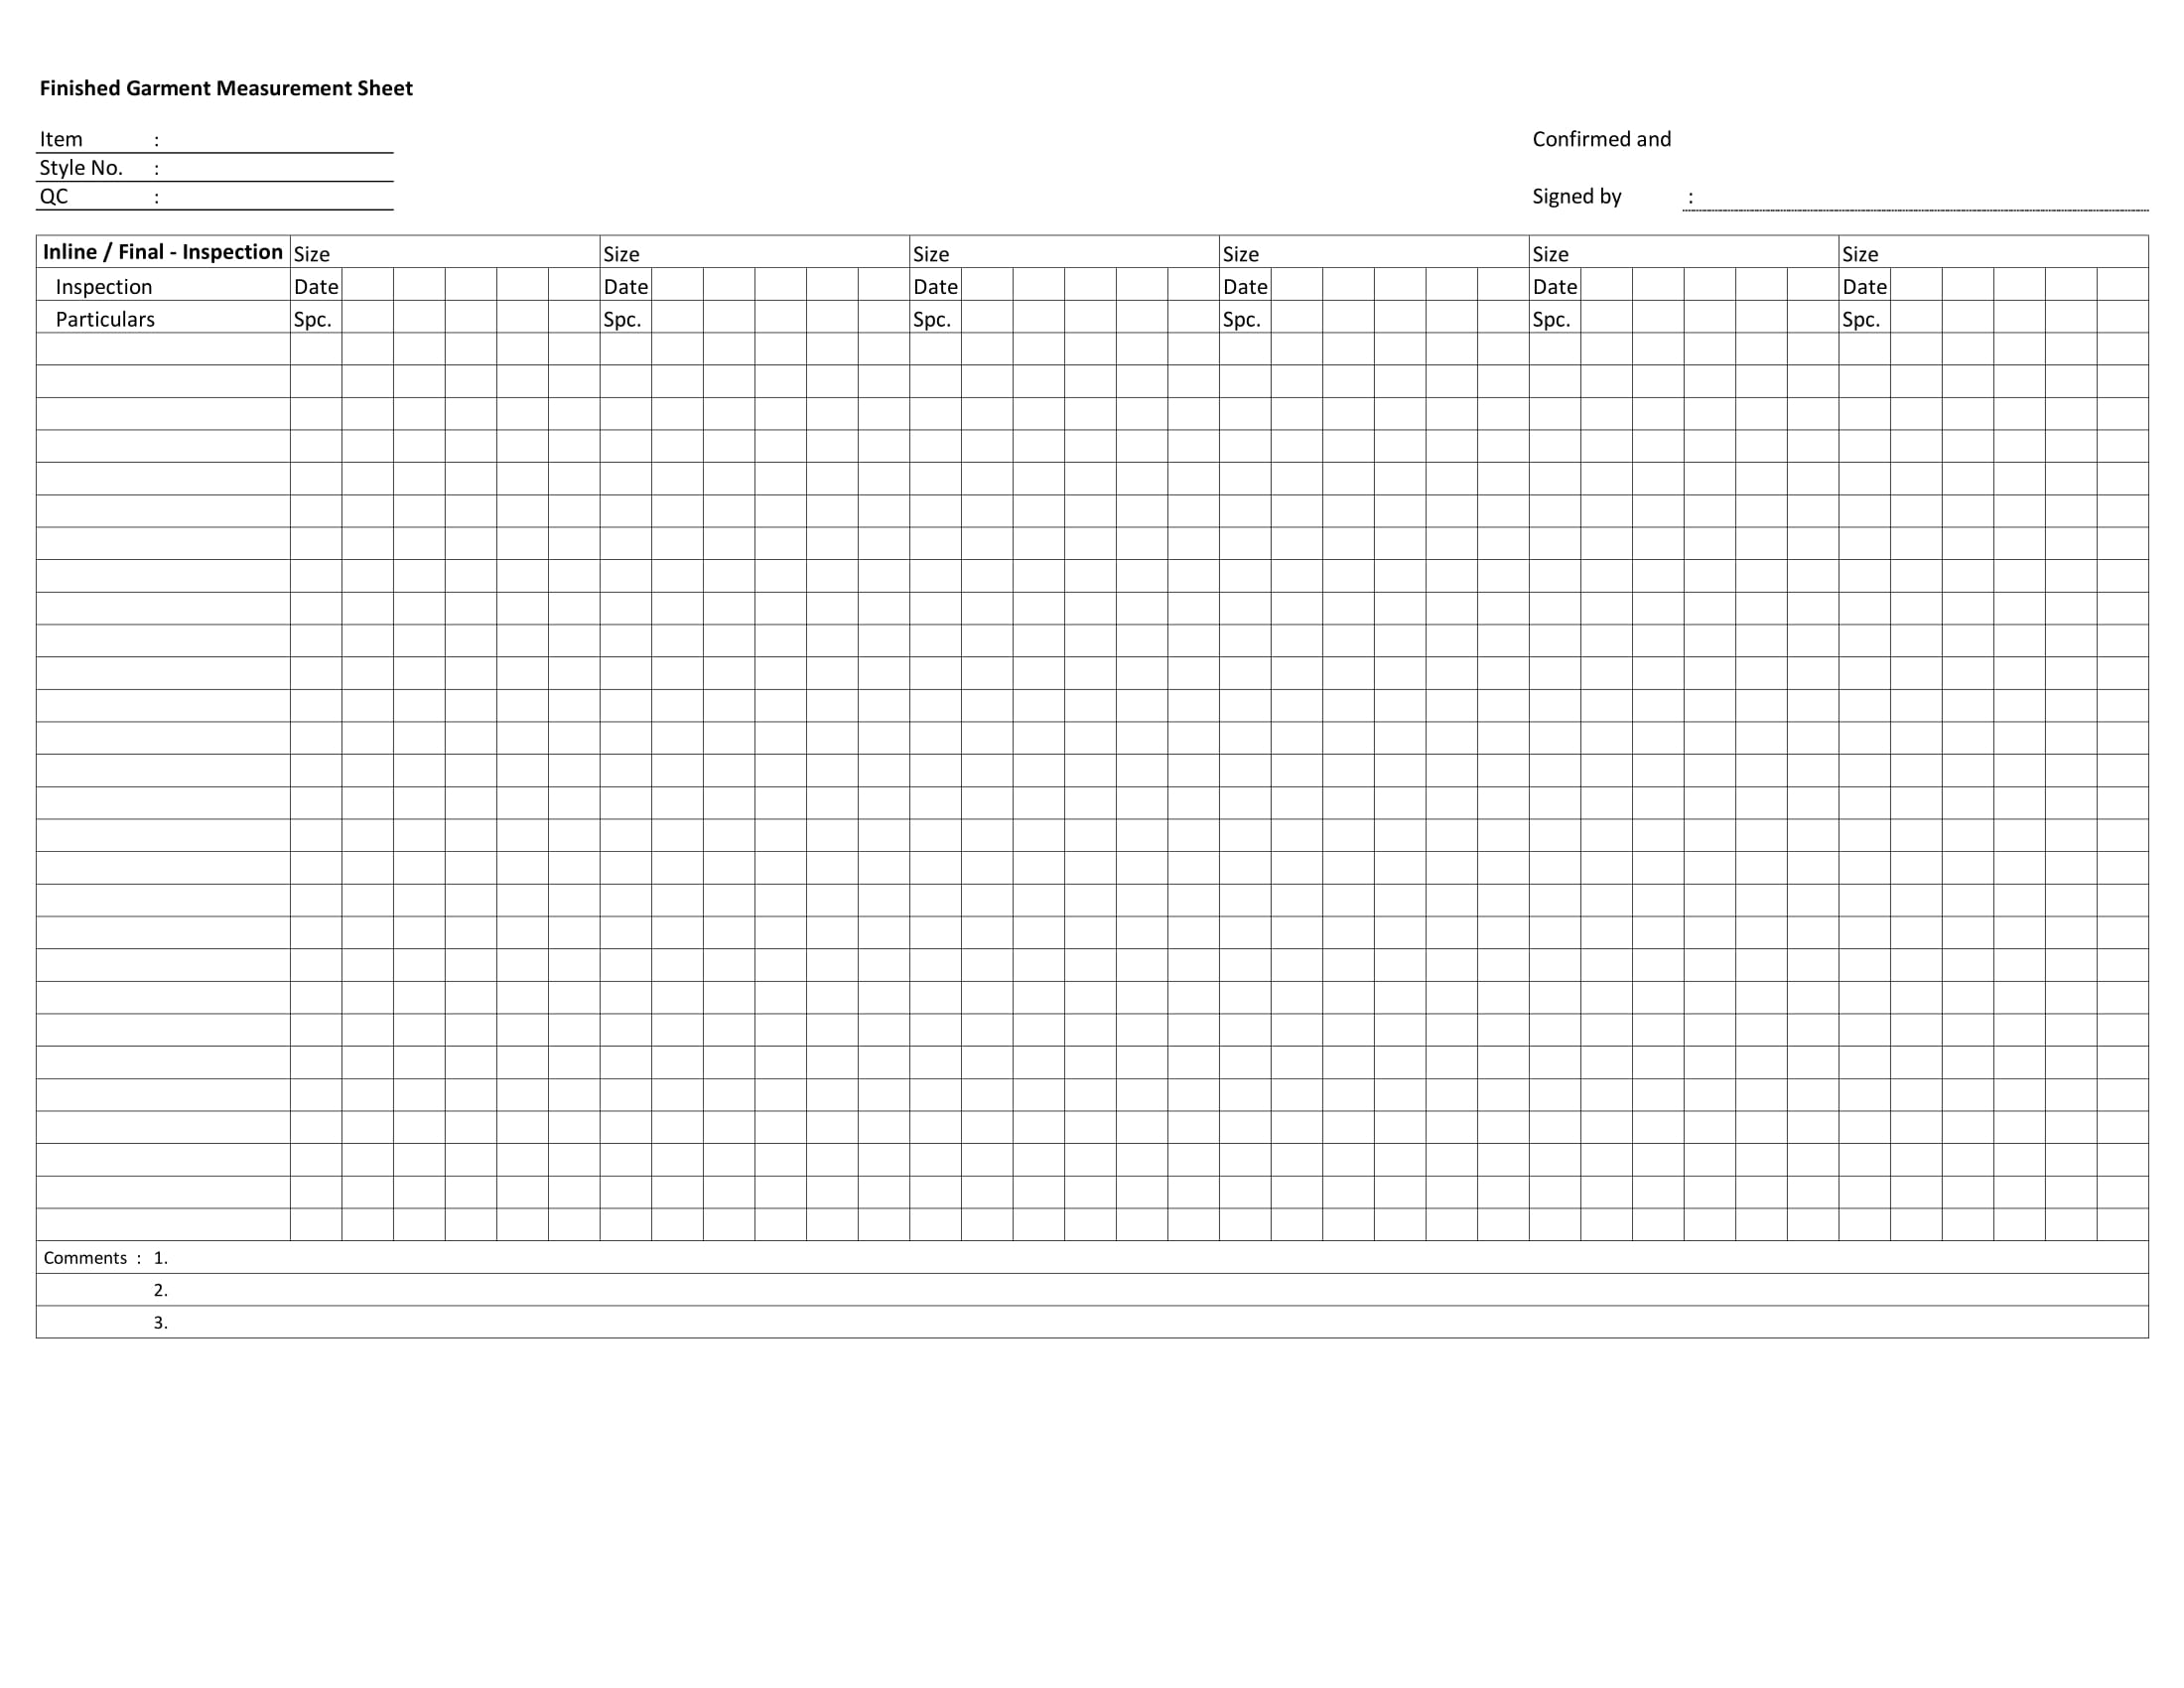 Finished Garment Measurement Sheet
Item :
Confirmed and
Style No. :
QC :
Signed by :
Inline / Final - Inspection Size Size Size Size Size Size
Inspection Date Date Date Date Date Date
Particulars Spc. Spc. Spc. Spc. Spc. Spc.
Comments : 1.
2.
3.